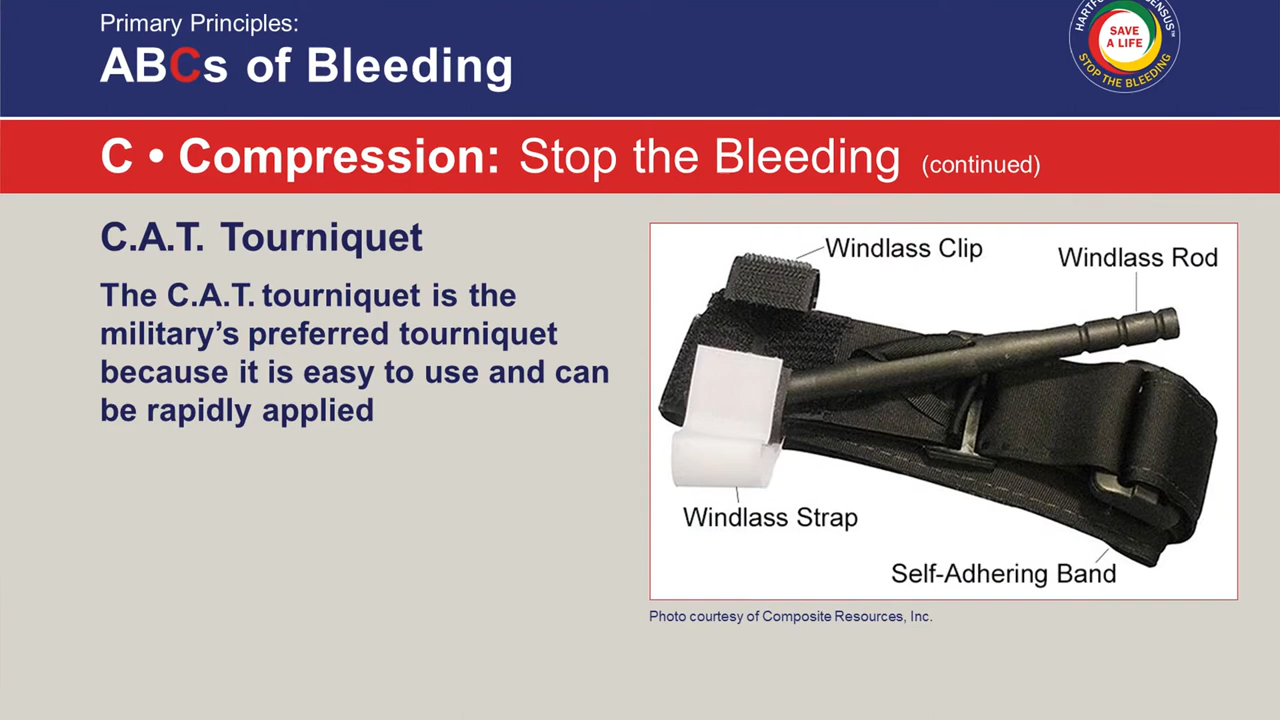 Primary Principles:
ABCs of Bleeding
SAVE
A LIFE
STOP THE BLEEDING
C • Compression: Stop the Bleeding (continued)
C.A.T. Tourniquet
The C.A.T. tourniquet is the
military’s preferred tourniquet
because it is easy to use and can
be rapidly applied
Windlass Clip
Windlass Rod
Windlass Strap
Self-Adhering Band
Photo courtesy of Composite Resources, Inc.